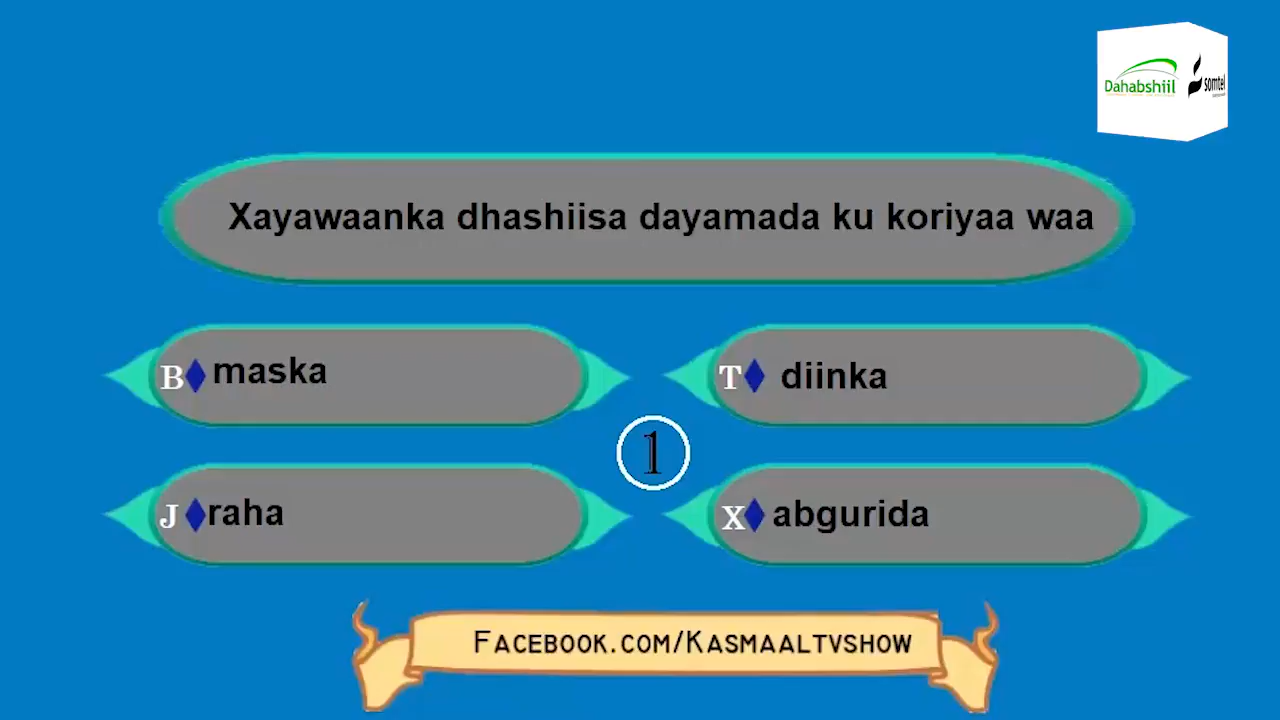 Dahabshiil
somtel
Xayawaanka dhashiisa dayamada ku koriyaa waa
B maska
T diinka
1
J raha
X abgurida
FACEBOOK.COM/KASMAALTVSHOW